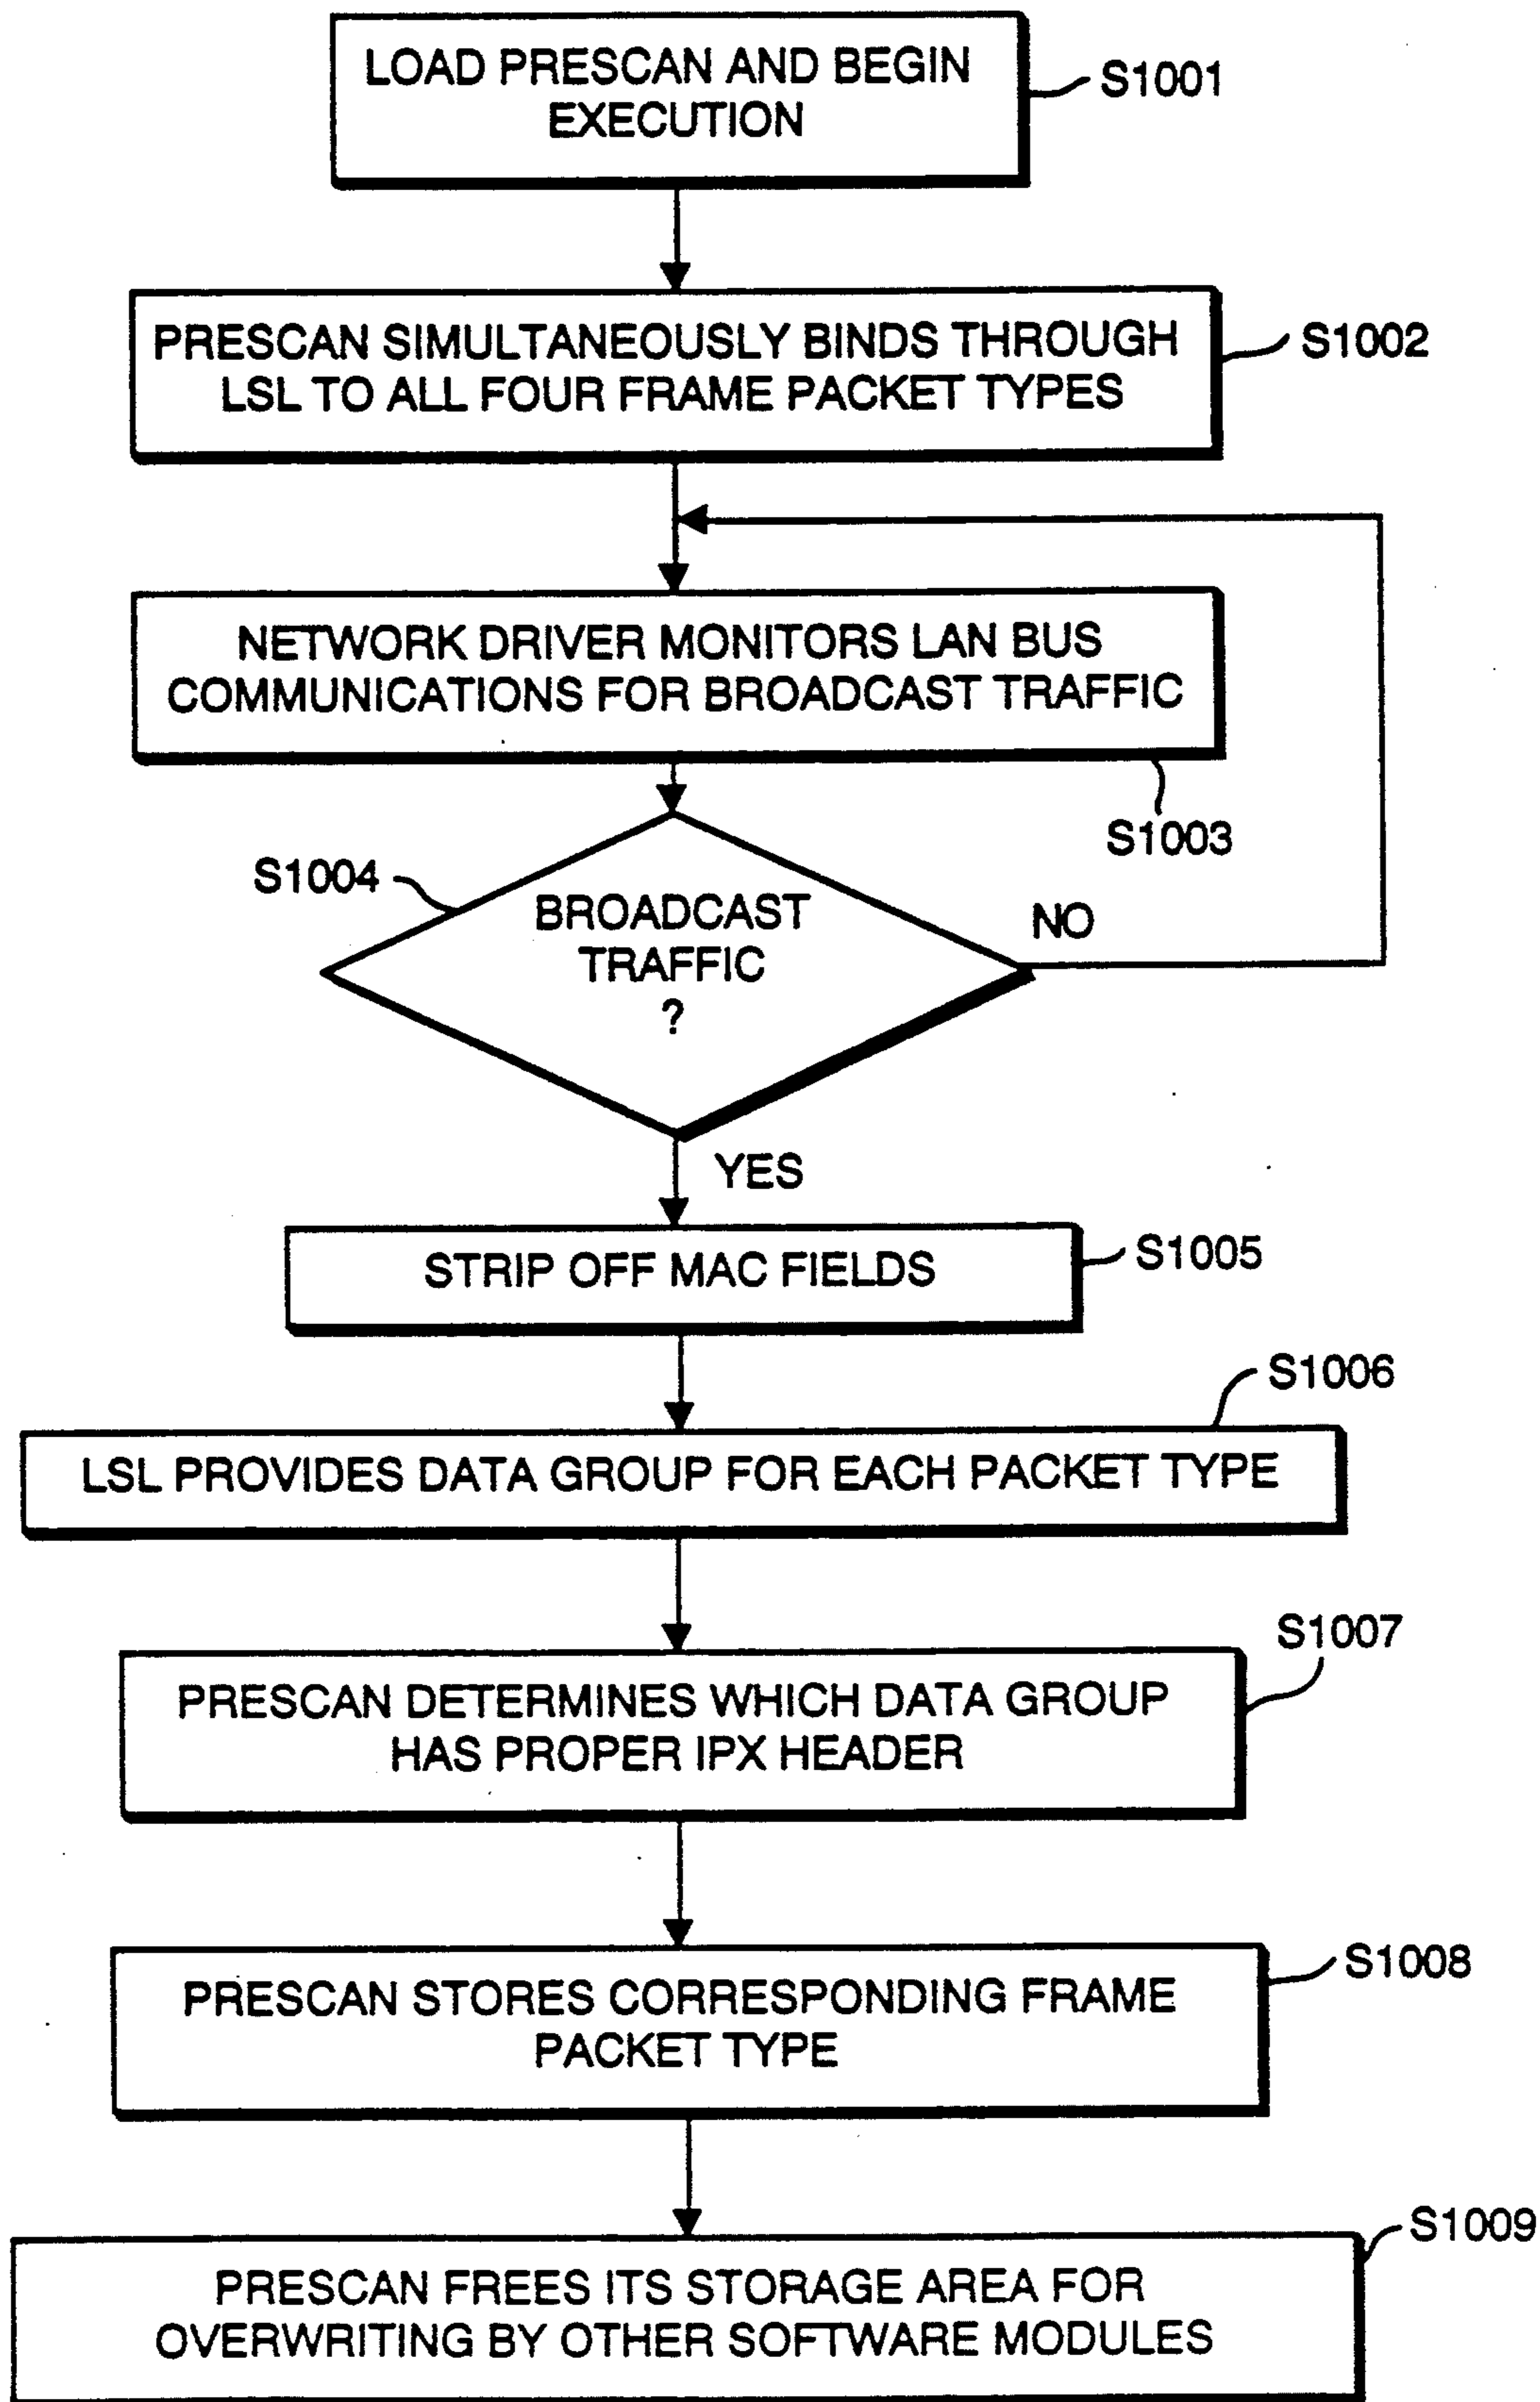 LOAD PRESCAN AND BEGIN
EXECUTION
S1001
PRESCAN SIMULTANEOUSLY BINDS THROUGH
LSL TO ALL FOUR FRAME PACKET TYPES
S1002
NETWORK DRIVER MONITORS LAN BUS
COMMUNICATIONS FOR BROADCAST TRAFFIC
S1003
S1004
BROADCAST
TRAFFIC
?
NO
YES
STRIP OFF MAC FIELDS
S1005
S1006
LSL PROVIDES DATA GROUP FOR EACH PACKET TYPE
S1007
PRESCAN DETERMINES WHICH DATA GROUP
HAS PROPER IPX HEADER
S1008
PRESCAN STORES CORRESPONDING FRAME
PACKET TYPE
S1009
PRESCAN FREES ITS STORAGE AREA FOR
OVERWRITING BY OTHER SOFTWARE MODULES